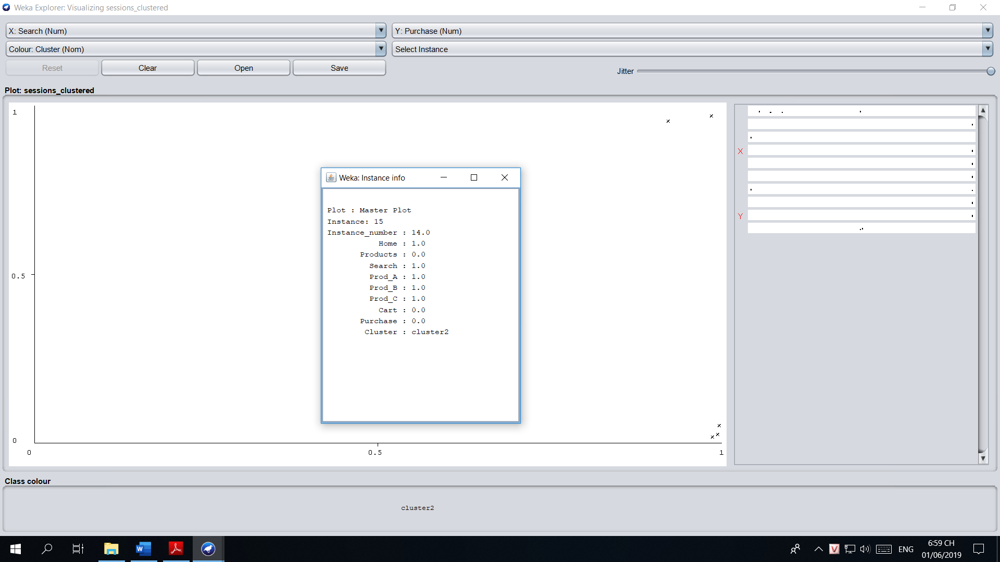 Weka Explorer: Visualizing sessions_clustered
X: Search (Num)
Y: Purchase (Num)
Colour: Cluster (Nom)
Select Instance
Reset
Clear
Open
Save
Jitter
Plot: sessions_clustered
1
0.5
0
0
0.5
1
X
Y
Weka: Instance info
Plot : Master Plot
Instance: 15
Instance_number : 14.0
Home : 1.0
Products : 0.0
Search : 1.0
Prod_A : 1.0
Prod_B : 1.0
Prod_C : 1.0
Cart : 0.0
Purchase : 0.0
Cluster : cluster2
Class colour
cluster2
W
V
ENG
6:59 CH
01/06/2019